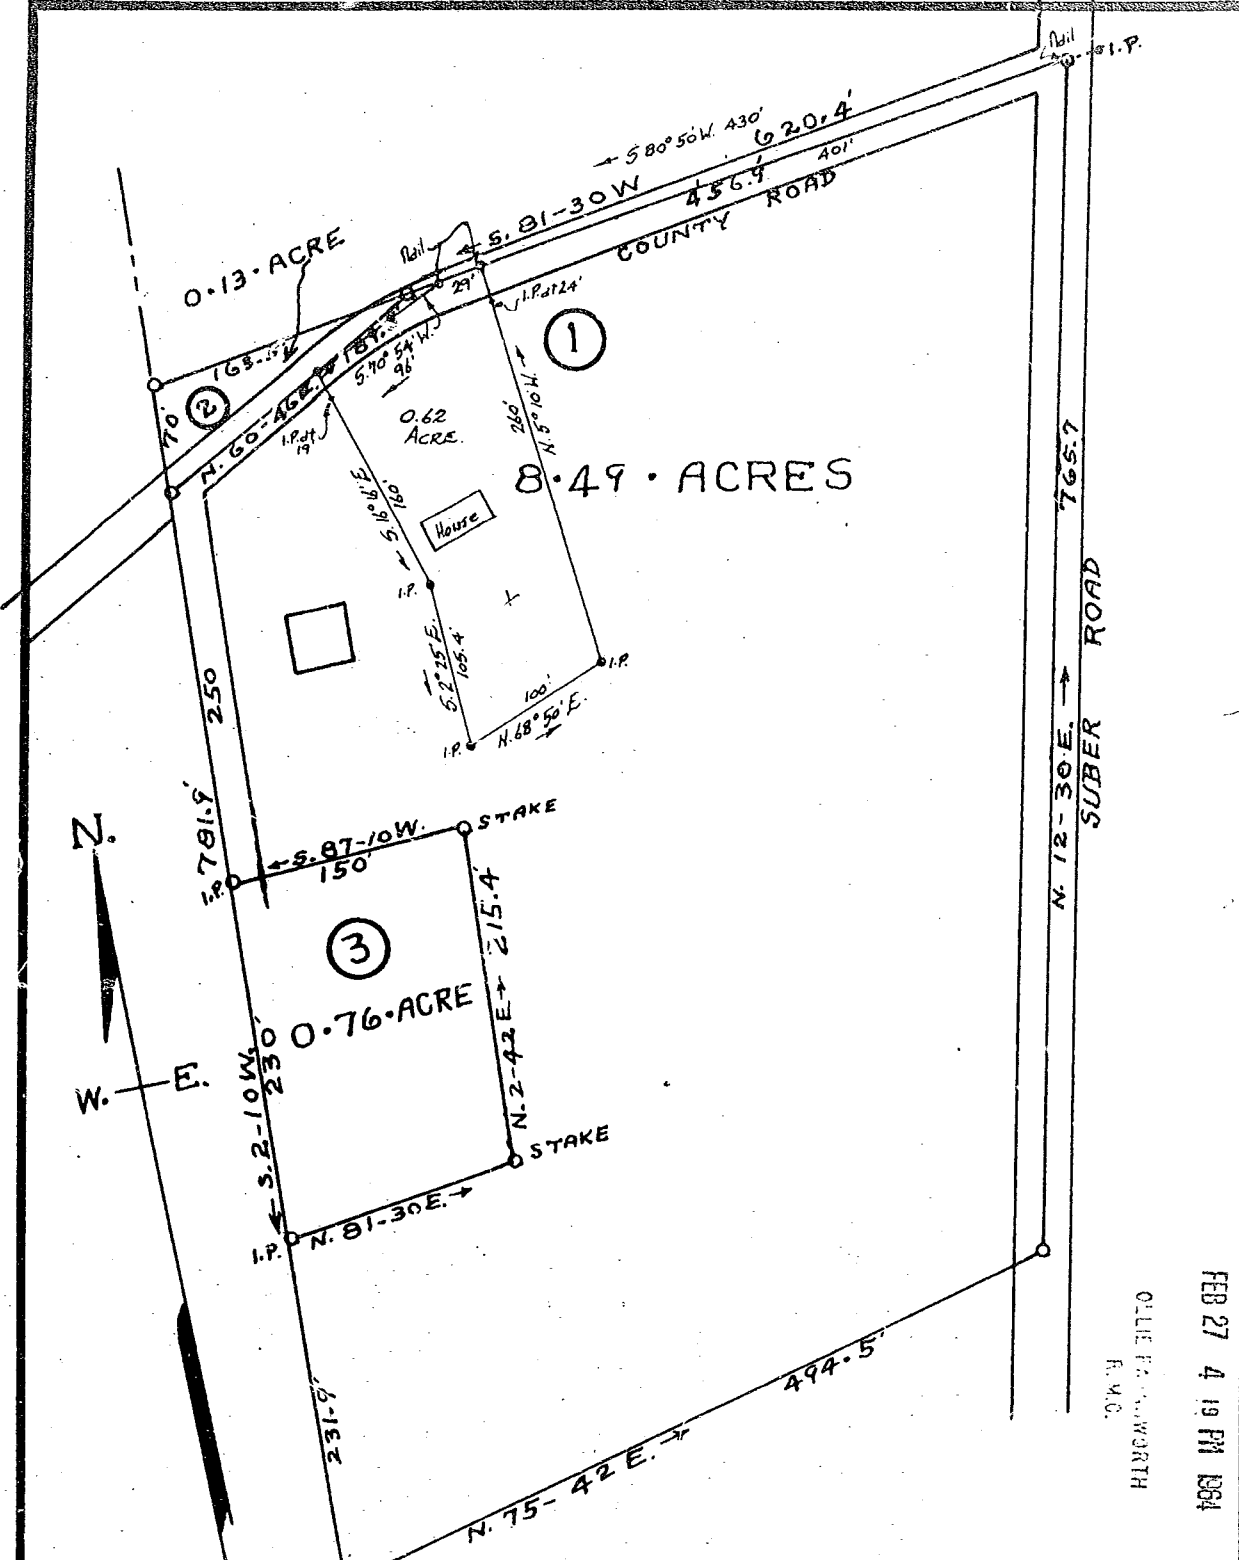 Nail
I.P.
← S 80° 50' W. 430'
620.4'
← S. 81-30 W
456.9'
401'
COUNTY ROAD
0.13 · ACRE
Nail
29'
I.P. at 24'
1
S. 70° 54' W.
96'
2
70'
N. 60-46 E.
I.P. at
19'
0.62
ACRE.
260'
N. 5° 10' W.
8.49 · ACRES
765.7
S. 16° 16' E.
160'
House
I.P.
S. 2° 25' E.
105.4'
I.P.
100'
N. 68° 50' E.
I.P.
250
781.9'
SUBER ROAD
N. 12-30 E. →
N.
W.
E.
STAKE
← S. 87-10 W.
150'
I.P.
3
0.76 · ACRE
N. 2-42 E → 215.4'
← S. 2-10 W.
230'
STAKE
N. 81-30 E. →
I.P.
231.9'
494.5'
N. 75-42 E. →
FEB 27 4 19 PM 1964
OLLIE
R.M.C.